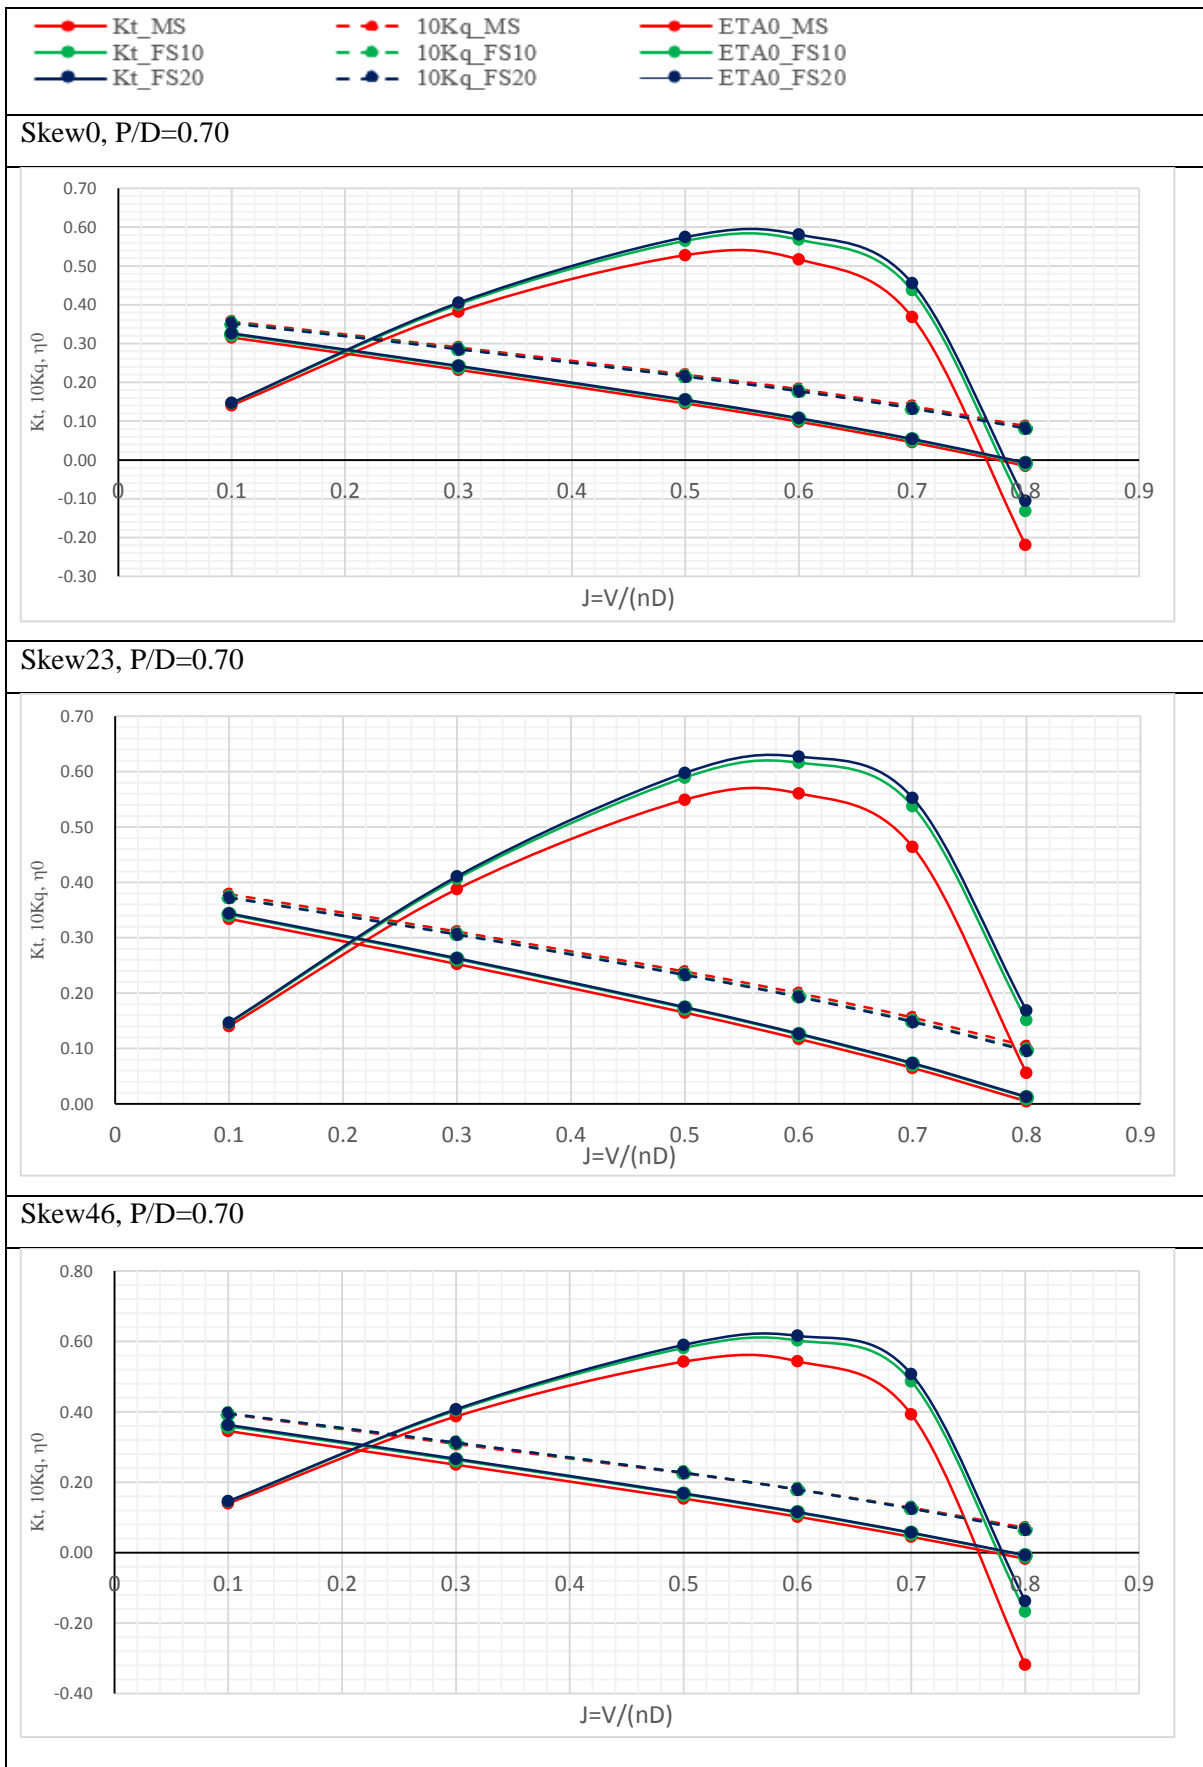 Kt_MS 10Kq_MS ETA0_MS
Kt_FS10 10Kq_FS10 ETA0_FS10
Kt_FS20 10Kq_FS20 ETA0_FS20
Skew0, P/D=0.70
Kt, 10Kq, η0
0.70
0.60
0.50
0.40
0.30
0.20
0.10
0.00
-0.10
-0.20
-0.30
0 0.1 0.2 0.3 0.4 0.5 0.6 0.7 0.8 0.9
J=V/(nD)
Skew23, P/D=0.70
Kt, 10Kq, η0
0.70
0.60
0.50
0.40
0.30
0.20
0.10
0.00
0 0.1 0.2 0.3 0.4 0.5 0.6 0.7 0.8 0.9
J=V/(nD)
Skew46, P/D=0.70
Kt, 10Kq, η0
0.80
0.60
0.40
0.20
0.00
-0.20
-0.40
0 0.1 0.2 0.3 0.4 0.5 0.6 0.7 0.8 0.9
J=V/(nD)